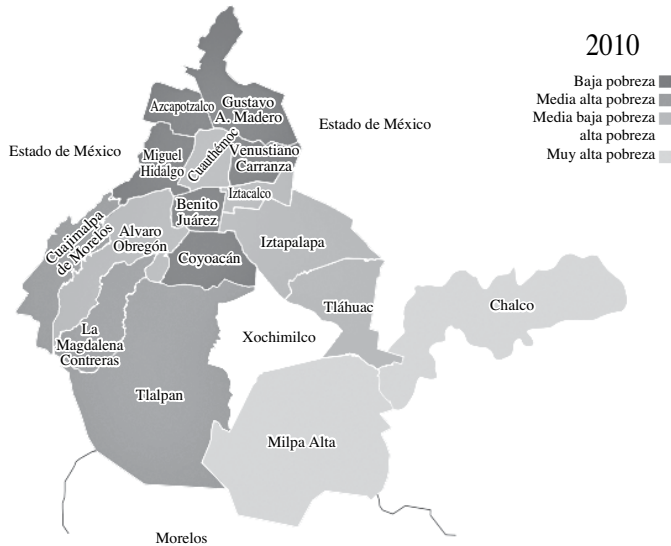 2010
Baja pobreza
Media alta pobreza
Media baja pobreza
alta pobreza
Muy alta pobreza
Azcapotzalco
Gustavo
A. Madero
Estado de México
Estado de México
Miguel
Hidalgo
Cuauthémoc
Venustiano
Carranza
Iztacalco
Benito
Juárez
Cuajimalpa
de Morelos
Alvaro
Obregón
Iztapalapa
Coyoacán
Tláhuac
Chalco
La
Magdalena
Contreras
Xochimilco
Tlalpan
Milpa Alta
Morelos